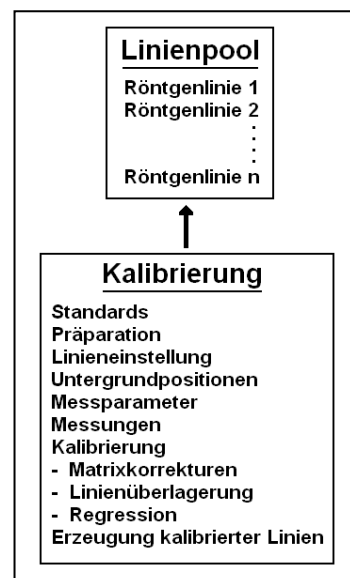 Linienpool
Röntgenlinie 1
Röntgenlinie 2
.
.
.
.
Röntgenlinie n
Kalibrierung
Standards
Präparation
Linieneinstellung
Untergrundpositionen
Messparameter
Messungen
Kalibrierung
- Matrixkorrekturen
- Linienüberlagerung
- Regression
Erzeugung kalibrierter Linien